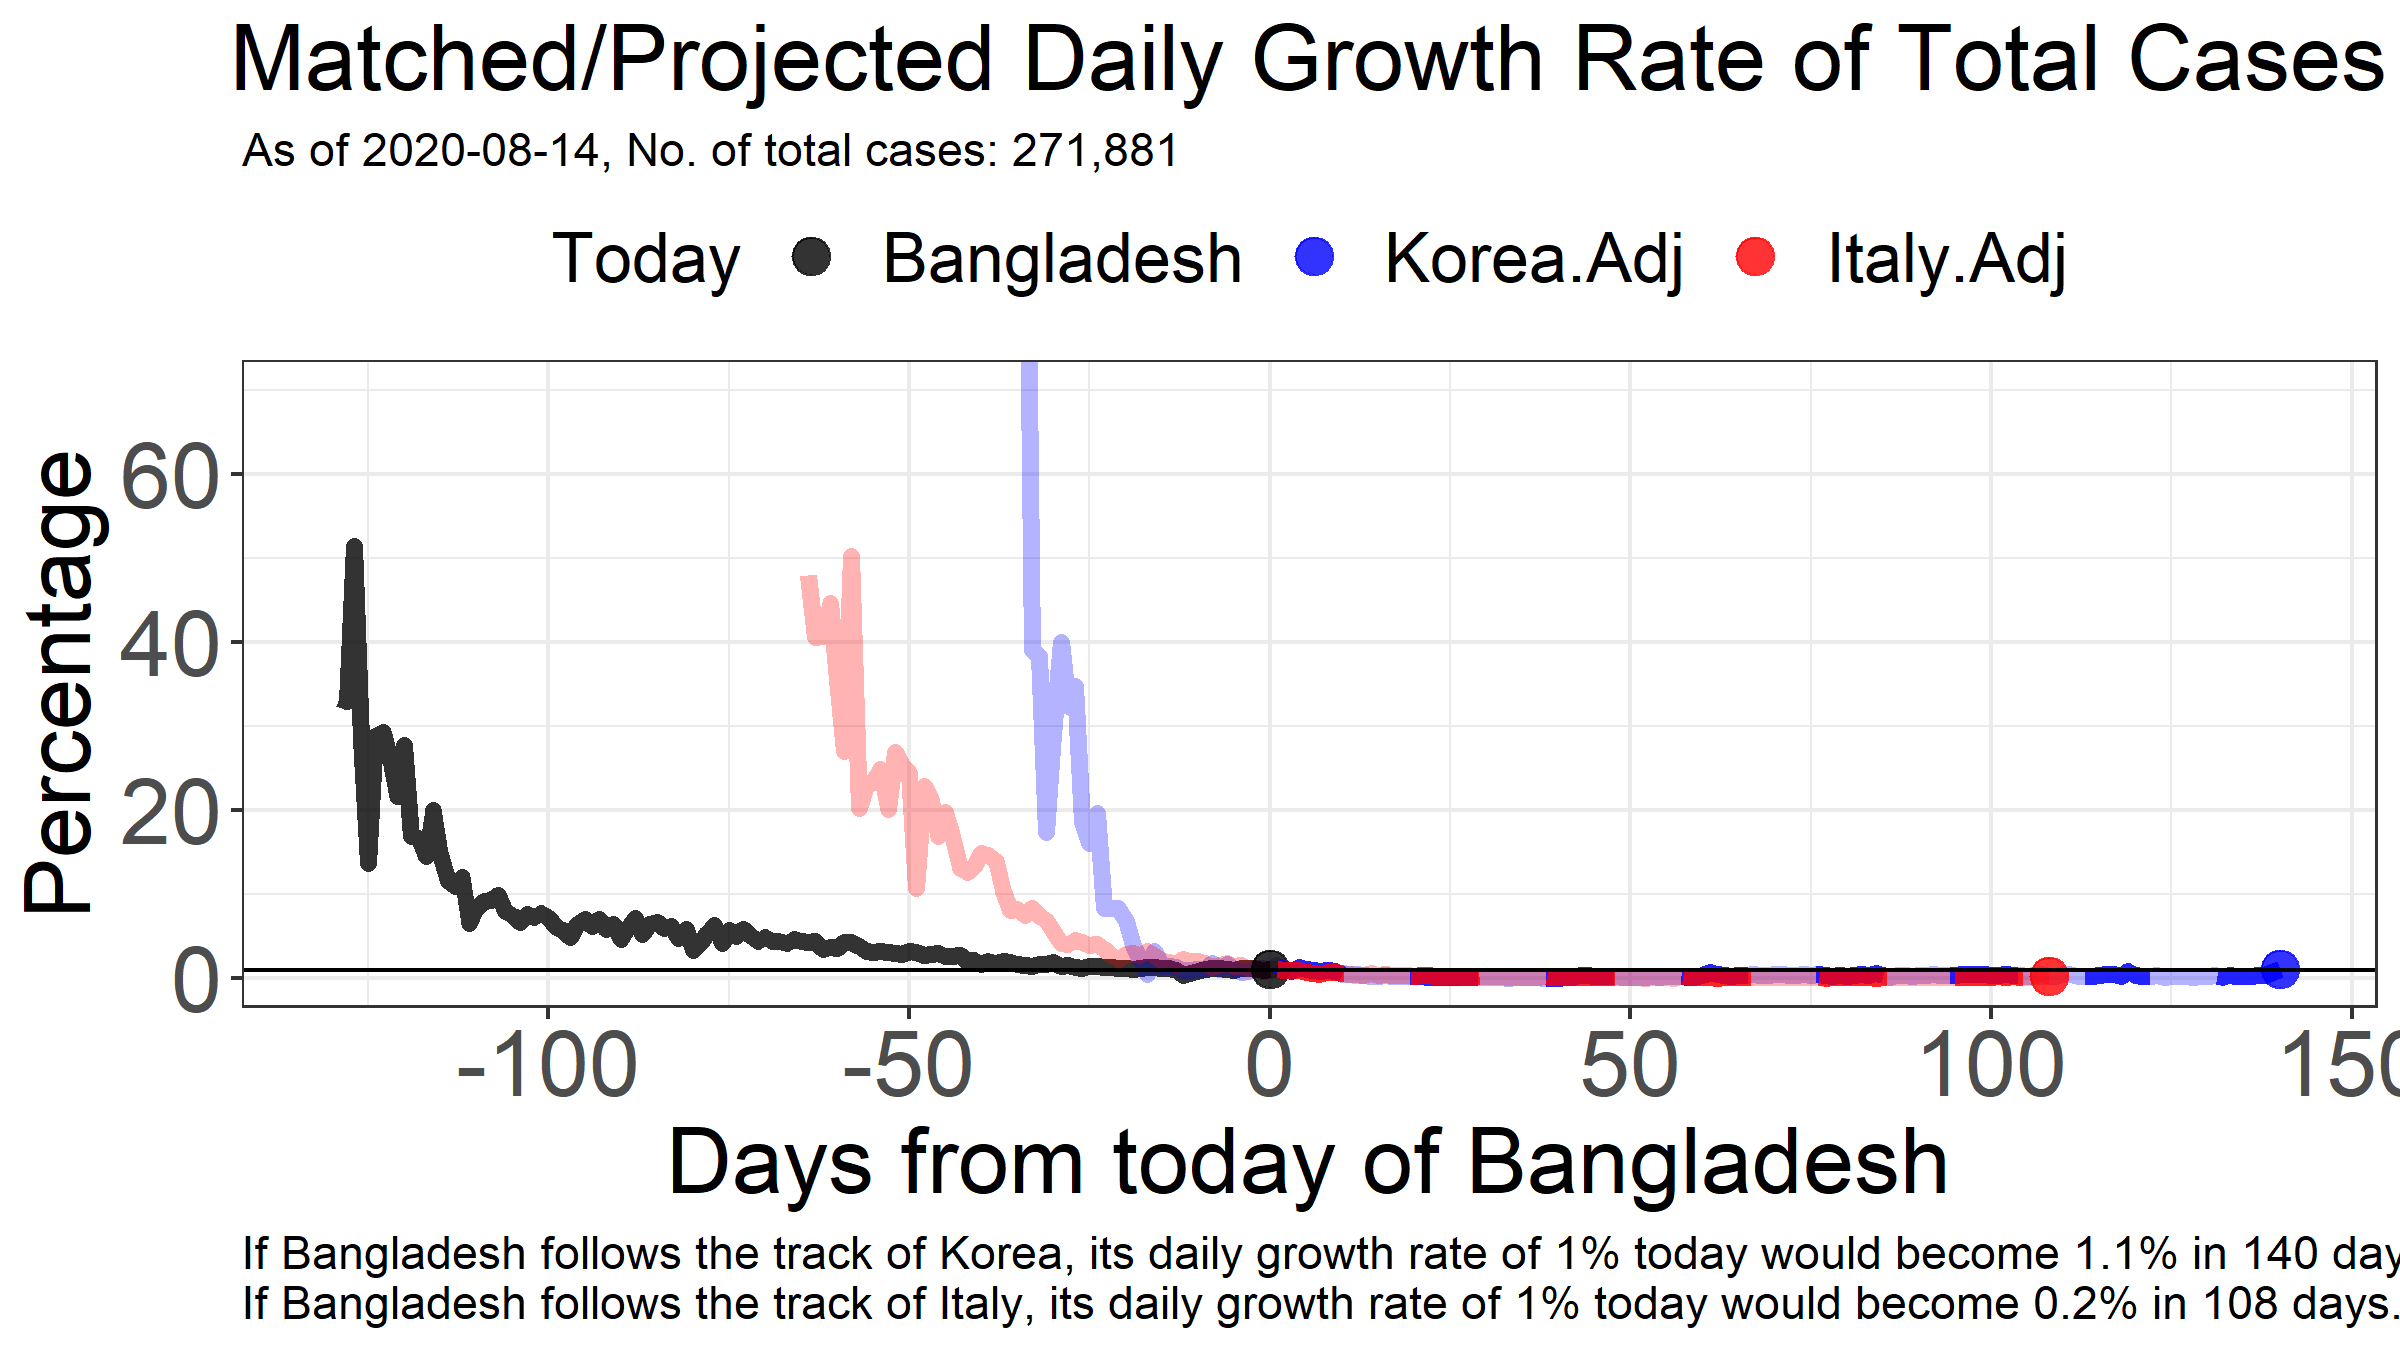 Matched/Projected Daily Growth Rate of Total Cases
As of 2020-08-14, No. of total cases: 271,881
Today Bangladesh Korea.Adj Italy.Adj
Percentage
60
40
20
0
-100 -50 0 50 100 150
Days from today of Bangladesh
If Bangladesh follows the track of Korea, its daily growth rate of 1% today would become 1.1% in 140 day
If Bangladesh follows the track of Italy, its daily growth rate of 1% today would become 0.2% in 108 days.